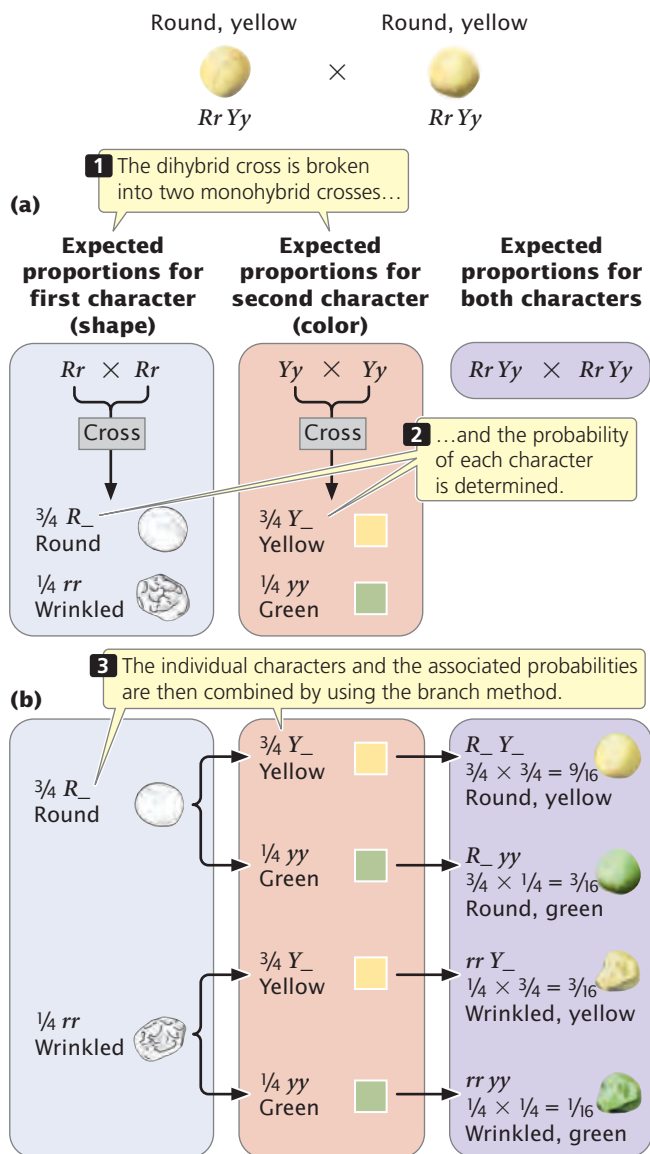 Round, yellow
Round, yellow
×
Rr Yy
Rr Yy
1 The dihybrid cross is broken
into two monohybrid crosses…
(a)
Expected
proportions for
first character
(shape)
Expected
proportions for
second character
(color)
Expected
proportions for
both characters
Rr × Rr
Cross
Yy × Yy
Cross
Rr Yy × Rr Yy
2 …and the probability
of each character
is determined.
3/4 R_
Round
1/4 rr
Wrinkled
3/4 Y_
Yellow
1/4 yy
Green
3 The individual characters and the associated probabilities
are then combined by using the branch method.
(b)
3/4 R_
Round
3/4 Y_
Yellow
R_ Y_
3/4 × 3/4 = 9/16
Round, yellow
1/4 yy
Green
R_ yy
3/4 × 1/4 = 3/16
Round, green
1/4 rr
Wrinkled
3/4 Y_
Yellow
rr Y_
1/4 × 3/4 = 3/16
Wrinkled, yellow
1/4 yy
Green
rr yy
1/4 × 1/4 = 1/16
Wrinkled, green